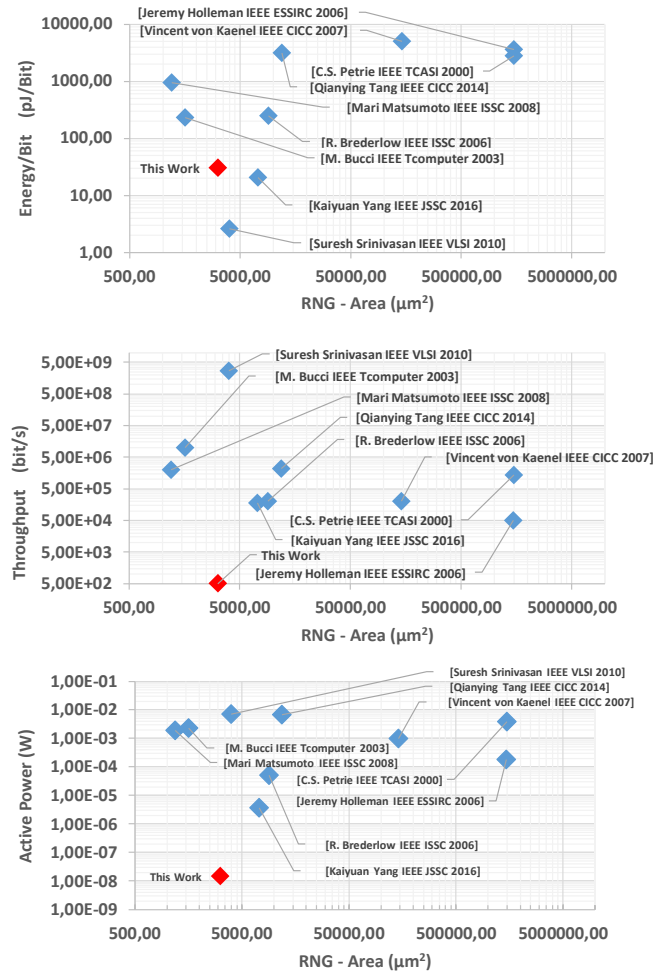 [Jeremy Holleman IEEE ESSIRC 2006]
[Vincent von Kaenel IEEE CICC 2007]
10000,00
[C.S. Petrie IEEE TCASI 2000]
[Qianying Tang IEEE CICC 2014]
1000,00
[Mari Matsumoto IEEE ISSC 2008]
100,00
[R. Brederlow IEEE ISSC 2006]
[M. Bucci IEEE Tcomputer 2003]
This Work
10,00
[Kaiyuan Yang IEEE JSSC 2016]
[Suresh Srinivasan IEEE VLSI 2010]
1,00
Energy/Bit (pJ/Bit)
500,00 5000,00 50000,00 500000,00 5000000,00
RNG - Area (µm²)
[Suresh Srinivasan IEEE VLSI 2010]
5,00E+09
[M. Bucci IEEE Tcomputer 2003]
5,00E+08
[Mari Matsumoto IEEE ISSC 2008]
5,00E+07
[Qianying Tang IEEE CICC 2014]
[R. Brederlow IEEE ISSC 2006]
5,00E+06
[Vincent von Kaenel IEEE CICC 2007]
5,00E+05
[C.S. Petrie IEEE TCASI 2000]
5,00E+04
[Kaiyuan Yang IEEE JSSC 2016]
This Work
5,00E+03
[Jeremy Holleman IEEE ESSIRC 2006]
5,00E+02
Throughput (bit/s)
500,00 5000,00 50000,00 500000,00 5000000,00
RNG - Area (µm²)
[Suresh Srinivasan IEEE VLSI 2010]
1,00E-01
[Qianying Tang IEEE CICC 2014]
[Vincent von Kaenel IEEE CICC 2007]
1,00E-02
1,00E-03
[M. Bucci IEEE Tcomputer 2003]
[Mari Matsumoto IEEE ISSC 2008]
1,00E-04
[C.S. Petrie IEEE TCASI 2000]
[Jeremy Holleman IEEE ESSIRC 2006]
1,00E-05
1,00E-06
[R. Brederlow IEEE ISSC 2006]
1,00E-07
[Kaiyuan Yang IEEE JSSC 2016]
This Work
1,00E-08
1,00E-09
Active Power (W)
500,00 5000,00 50000,00 500000,00 5000000,00
RNG - Area (µm²)